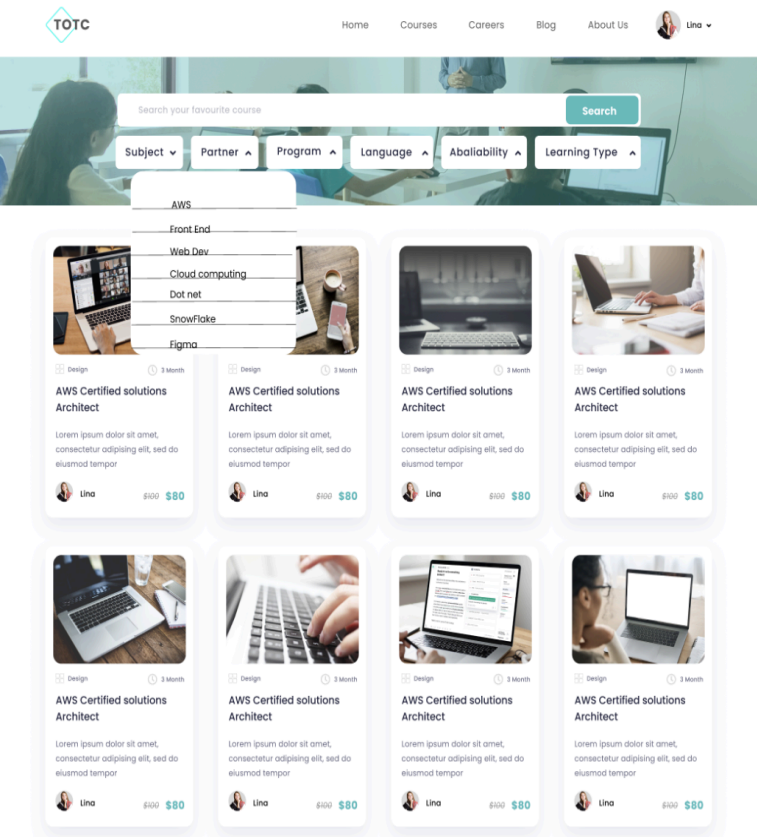 TOTC
Home Courses Careers Blog About Us Lina
Search your favourite course Search
Subject Partner Program Language Abaliability Learning Type
AWS
Front End
Web Dev
Cloud computing
Dot net
SnowFlake
Figma
Design 3 Month Design 3 Month Design 3 Month Design 3 Month
AWS Certified solutions AWS Certified solutions AWS Certified solutions AWS Certified solutions
Architect Architect Architect Architect
Lorem ipsum dolor sit amet, Lorem ipsum dolor sit amet, Lorem ipsum dolor sit amet, Lorem ipsum dolor sit amet,
consectetur adipising elit, sed do consectetur adipising elit, sed do consectetur adipising elit, sed do consectetur adipising elit, sed do
eiusmod tempor eiusmod tempor eiusmod tempor eiusmod tempor
Lina $100 $80 Lina $100 $80 Lina $100 $80 Lina $100 $80
Design 3 Month Design 3 Month Design 3 Month Design 3 Month
AWS Certified solutions AWS Certified solutions AWS Certified solutions AWS Certified solutions
Architect Architect Architect Architect
Lorem ipsum dolor sit amet, Lorem ipsum dolor sit amet, Lorem ipsum dolor sit amet, Lorem ipsum dolor sit amet,
consectetur adipising elit, sed do consectetur adipising elit, sed do consectetur adipising elit, sed do consectetur adipising elit, sed do
eiusmod tempor eiusmod tempor eiusmod tempor eiusmod tempor
Lina $100 $80 Lina $100 $80 Lina $100 $80 Lina $100 $80